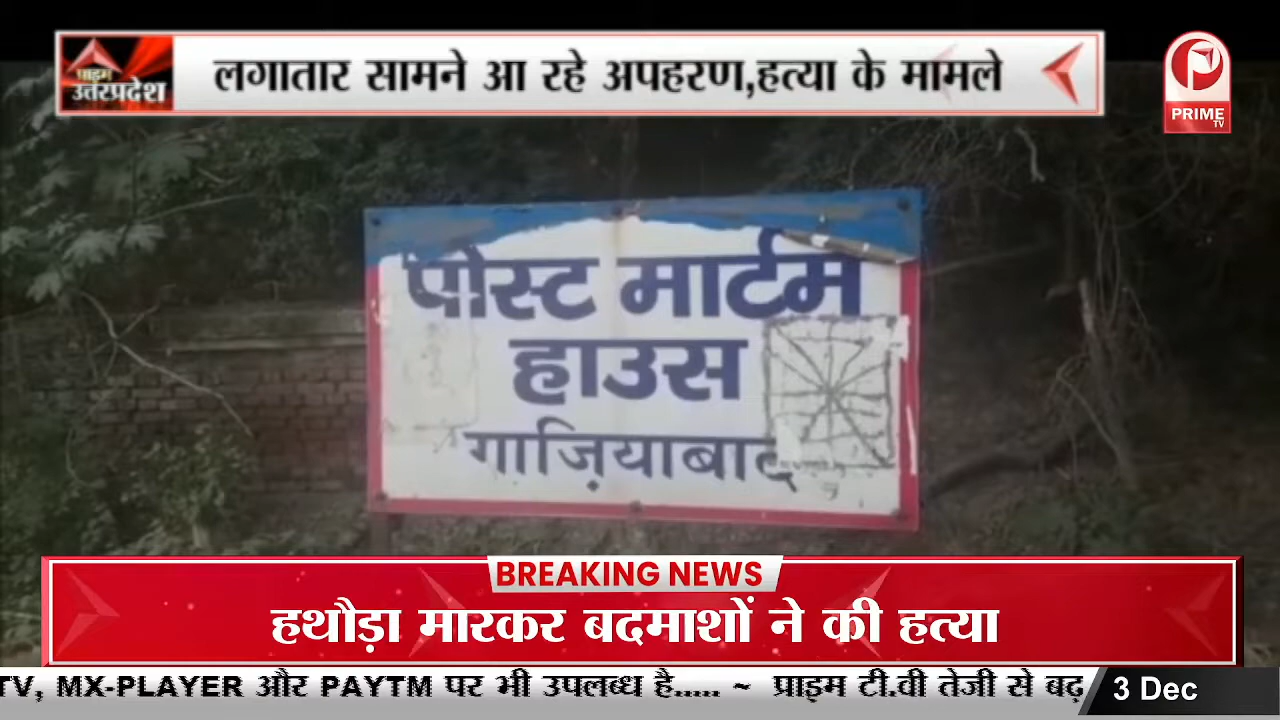 प्राइम
उत्तरप्रदेश
लगातार सामने आ रहे अपहरण,हत्या के मामले
PRIME
TV
पोस्ट मार्टम
हाउस
गाज़ियाबाद
BREAKING NEWS
हथौड़ा मारकर बदमाशों ने की हत्या
TV, MX-PLAYER और PAYTM पर भी उपलब्ध है..... ~ प्राइम टी.वी तेजी से बढ़
3 Dec